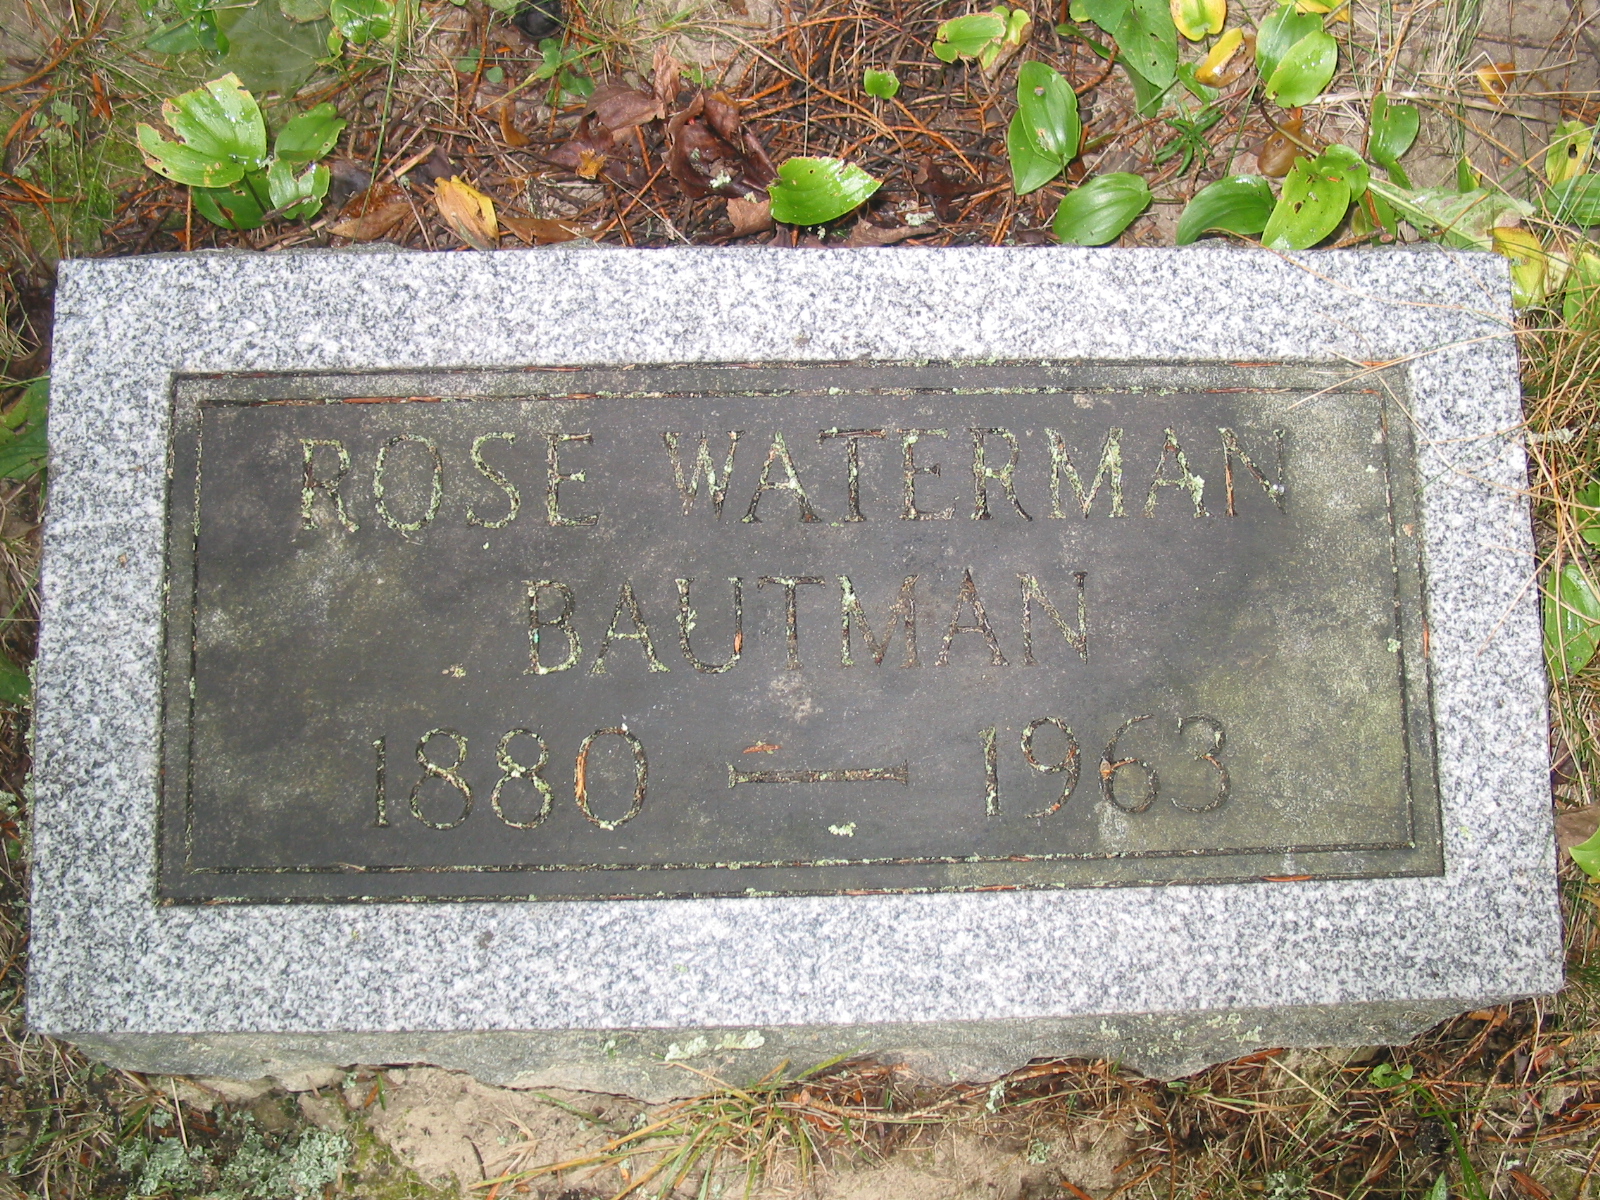 ROSE WATERMAN
BAUTMAN
1880 — 1963